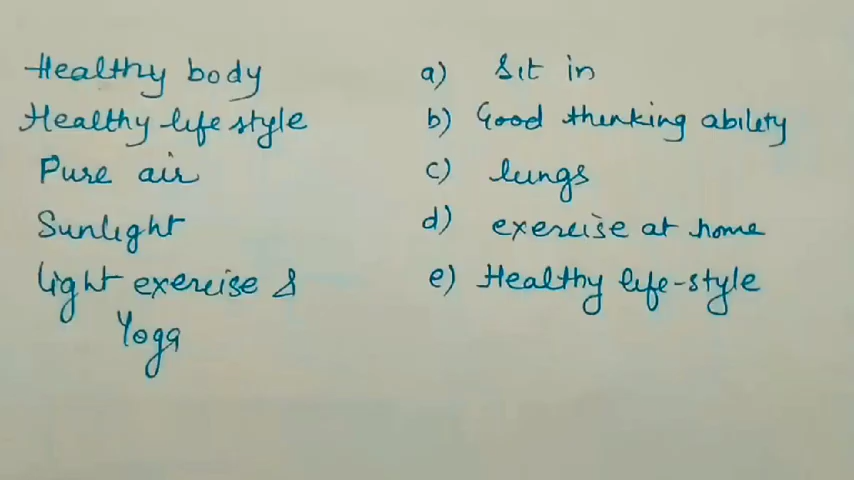 Healthy body a) Sit in
Healthy life style b) Good thinking ability
Pure air c) lungs
Sunlight d) exercise at home
light exercise & e) Healthy life-style
Yoga